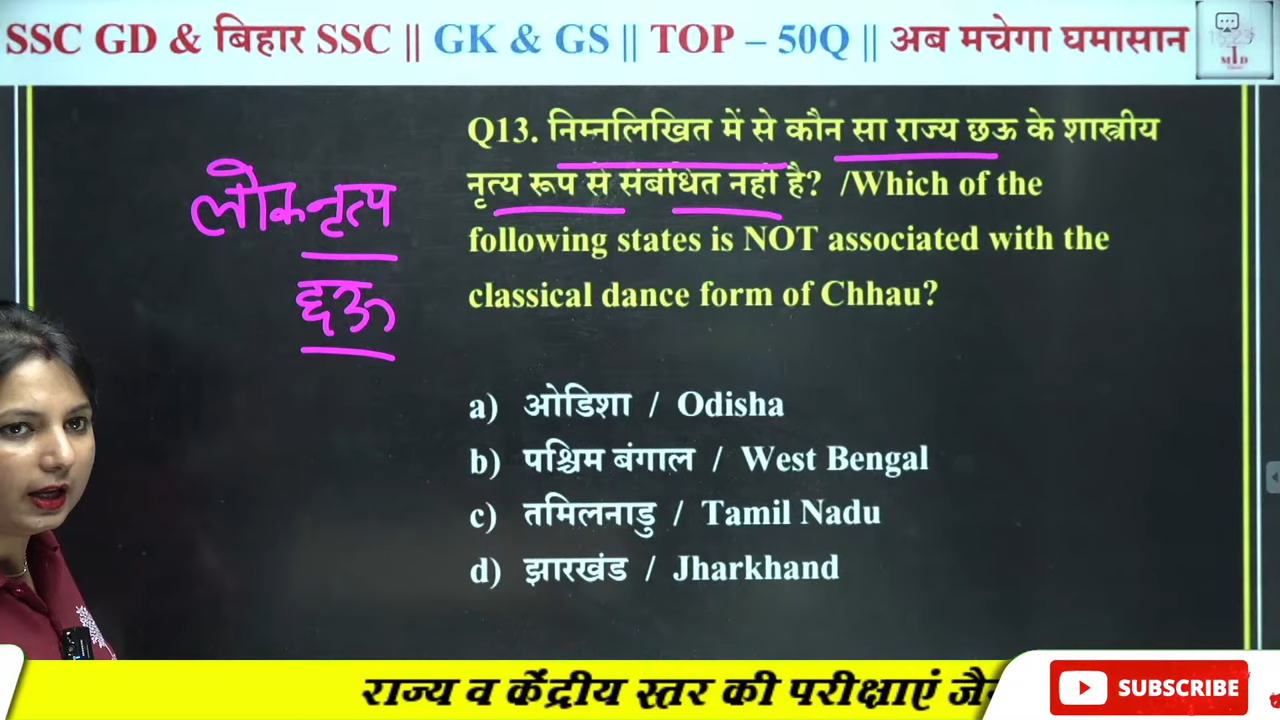 SSC GD & बिहार SSC || GK & GS || TOP – 50Q || अब मचेगा घमासान
Q13. निम्नलिखित में से कौन सा राज्य छऊ के शास्त्रीय
नृत्य रूप से संबंधित नहीं है? /Which of the
following states is NOT associated with the
classical dance form of Chhau?
लोकनृत्य
छऊ
a) ओडिशा / Odisha
b) पश्चिम बंगाल / West Bengal
c) तमिलनाडु / Tamil Nadu
d) झारखंड / Jharkhand
राज्य व केंद्रीय स्तर की परीक्षाएं
SUBSCRIBE